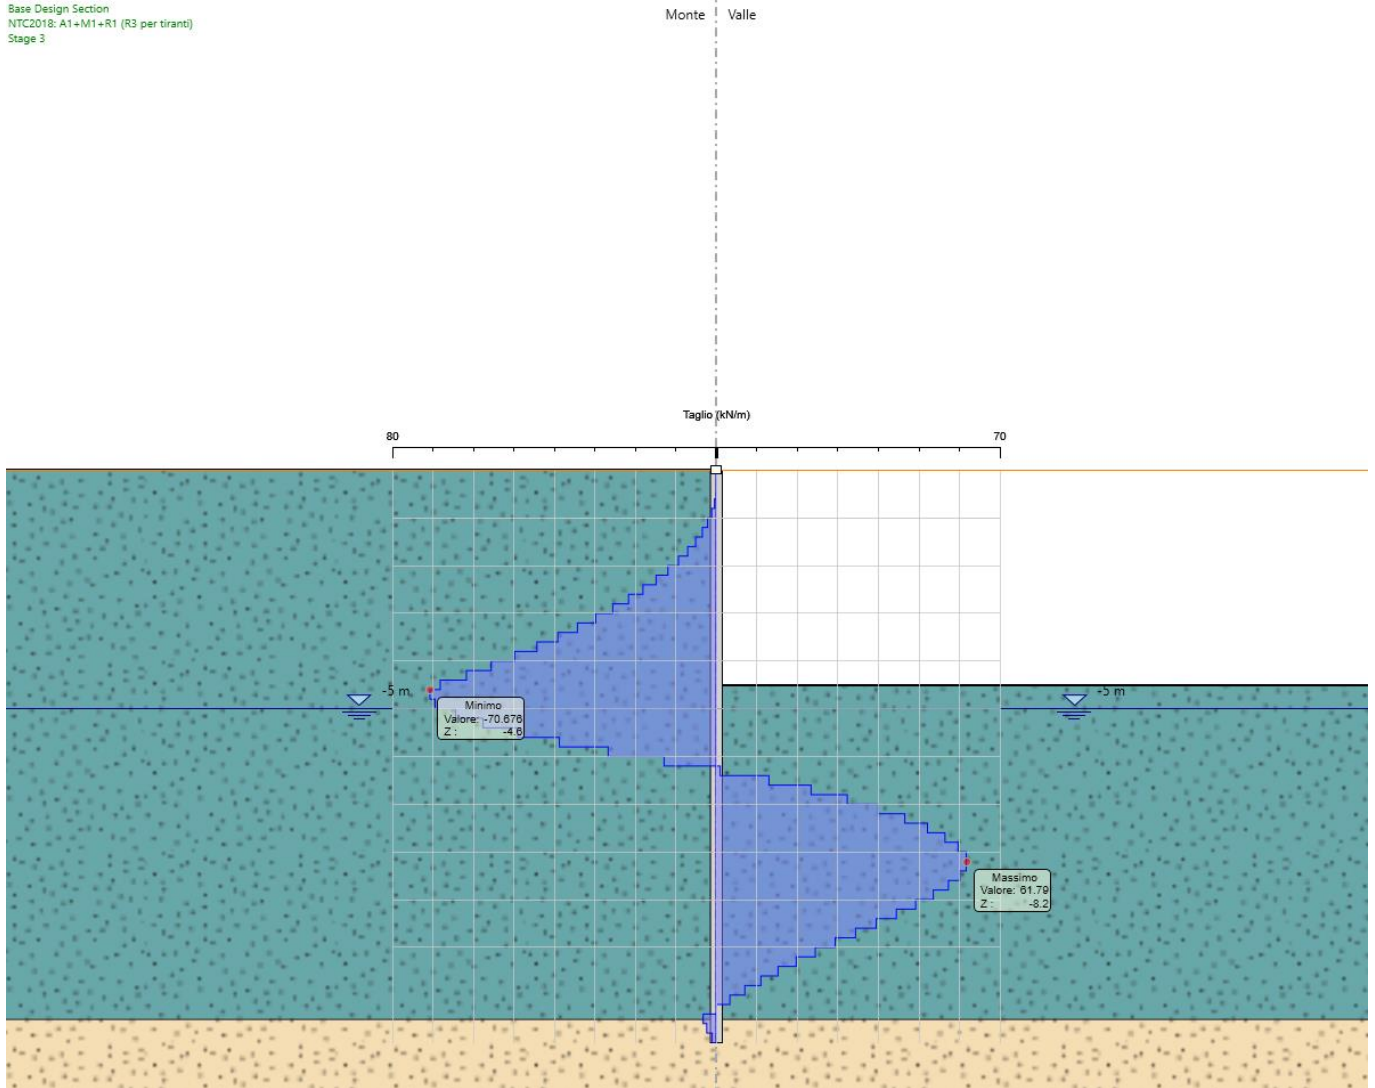 Base Design Section
NTC2018: A1+M1+R1 (R3 per tiranti)
Stage 3
Monte Valle
Taglio (kN/m)
80 70
-5 m
-5 m
Minimo
Valore: -70.676
Z : -4.6
Massimo
Valore: 61.79
Z : -8.2